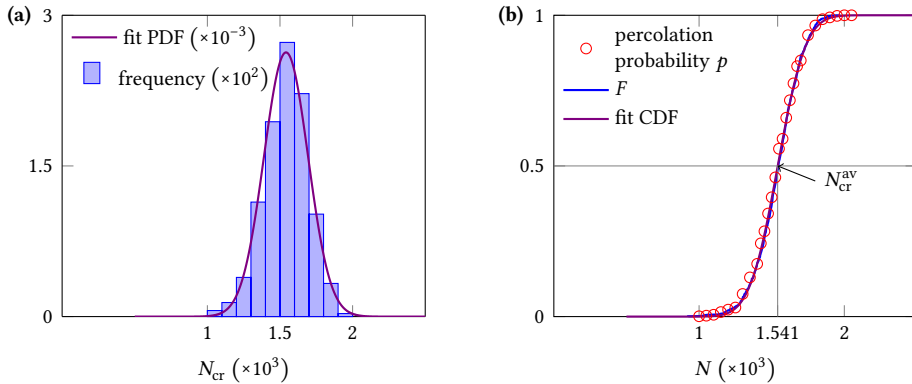 (a)
3
fit PDF (×10⁻³)
frequency (×10²)
1.5
0
1
1.5
2
N_cr (×10³)
(b)
1
percolation
probability p
F
fit CDF
0.5
N_cr^av
0
1
1.541
2
N (×10³)